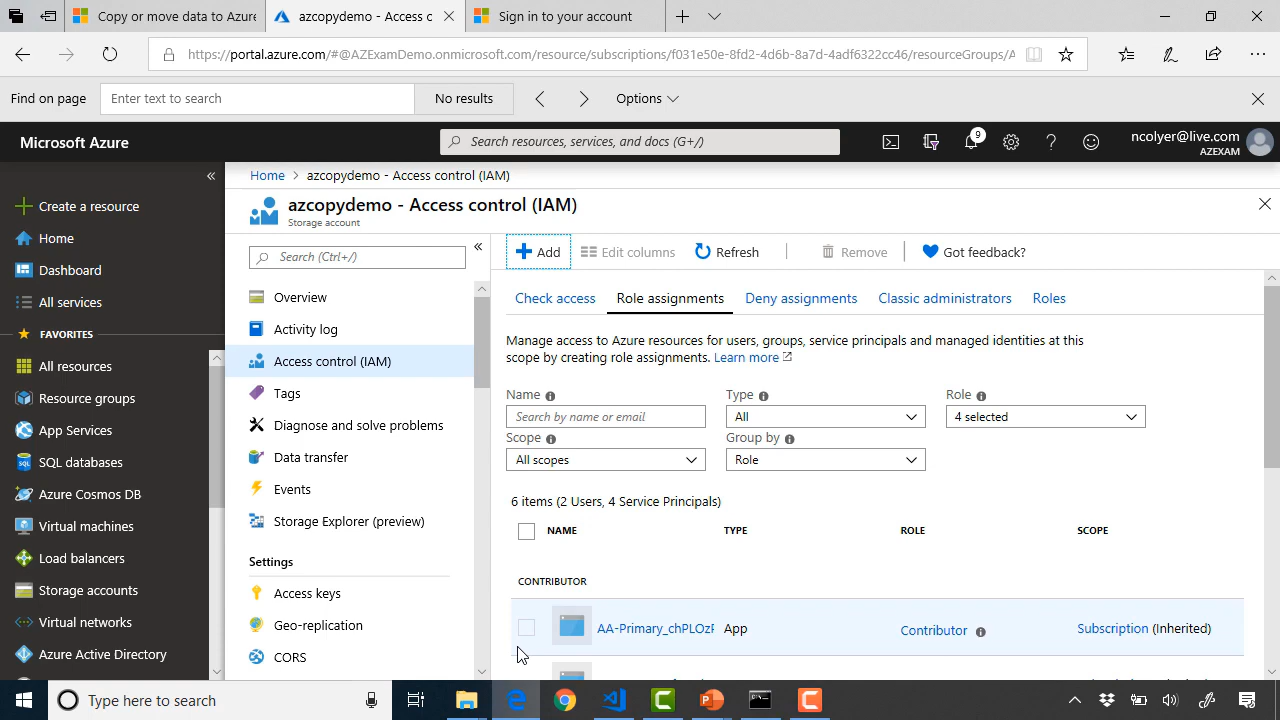 Copy or move data to Azure
azcopydemo - Access c
Sign in to your account
https://portal.azure.com/#@AZExamDemo.onmicrosoft.com/resource/subscriptions/f031e50e-8fd2-4d6b-8a7d-4adf6322cc46/resourceGroups/A
Find on page
Enter text to search
No results
Options
Microsoft Azure
Search resources, services, and docs (G+/)
9
ncolyer@live.com
AZEXAM
Create a resource
Home
Dashboard
All services
FAVORITES
All resources
Resource groups
App Services
SQL databases
Azure Cosmos DB
Virtual machines
Load balancers
Storage accounts
Virtual networks
Azure Active Directory
Home > azcopydemo - Access control (IAM)
azcopydemo - Access control (IAM)
Storage account
Search (Ctrl+/)
Overview
Activity log
Access control (IAM)
Tags
Diagnose and solve problems
Data transfer
Events
Storage Explorer (preview)
Settings
Access keys
Geo-replication
CORS
Add
Edit columns
Refresh
Remove
Got feedback?
Check access
Role assignments
Deny assignments
Classic administrators
Roles
Manage access to Azure resources for users, groups, service principals and managed identities at this
scope by creating role assignments. Learn more
Name
Type
Role
Search by name or email
All
4 selected
Scope
Group by
All scopes
Role
6 items (2 Users, 4 Service Principals)
NAME TYPE ROLE SCOPE
CONTRIBUTOR
AA-Primary_chPLOzF App Contributor Subscription (Inherited)
Type here to search